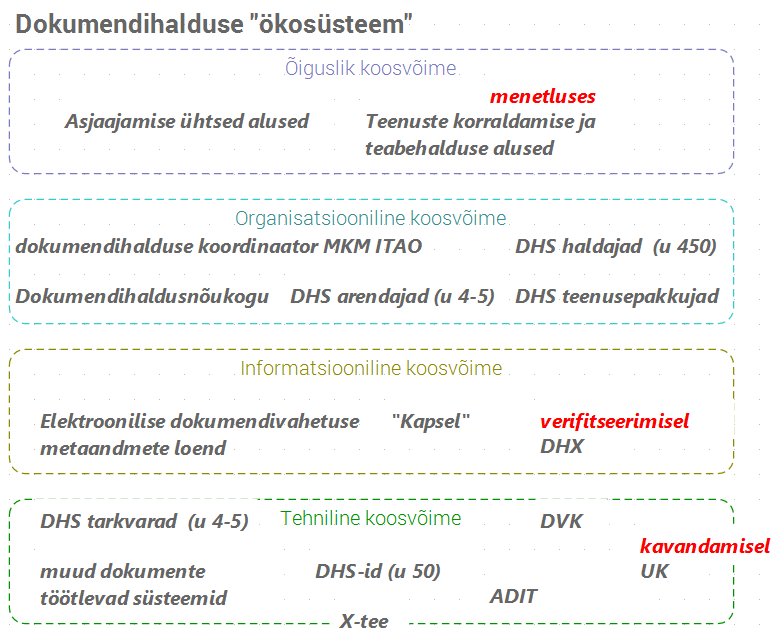 Dokumendihalduse "ökosüsteem"
Õiguslik koosvõime
menetluses
Asjaajamise ühtsed alused
Teenuste korraldamise ja
teabehalduse alused
Organisatsiooniline koosvõime
dokumendihalduse koordinaator MKM ITAO
DHS haldajad (u 450)
Dokumendihaldusnõukogu
DHS arendajad (u 4-5)
DHS teenusepakkujad
Informatsiooniline koosvõime
Elektroonilise dokumendivahetuse
metaandmete loend
"Kapsel"
verifitseerimisel
DHX
DHS tarkvarad (u 4-5)
Tehniline koosvõime
DVK
kavandamisel
UK
muud dokumente
töötlevad süsteemid
DHS-id (u 50)
ADIT
X-tee